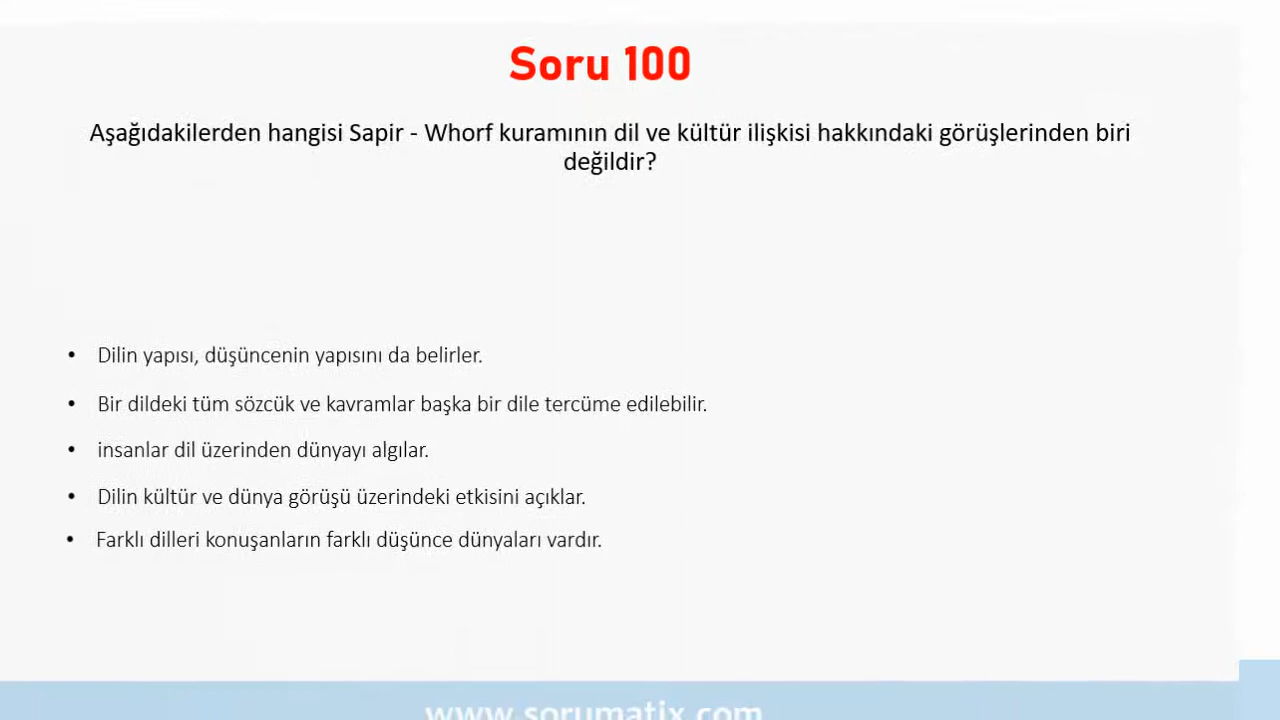 Soru 100
Aşağıdakilerden hangisi Sapir - Whorf kuramının dil ve kültür ilişkisi hakkındaki görüşlerinden biri
değildir?
• Dilin yapısı, düşüncenin yapısını da belirler.
• Bir dildeki tüm sözcük ve kavramlar başka bir dile tercüme edilebilir.
• insanlar dil üzerinden dünyayı algılar.
• Dilin kültür ve dünya görüşü üzerindeki etkisini açıklar.
• Farklı dilleri konuşanların farklı düşünce dünyaları vardır.
www.sorumatix.com